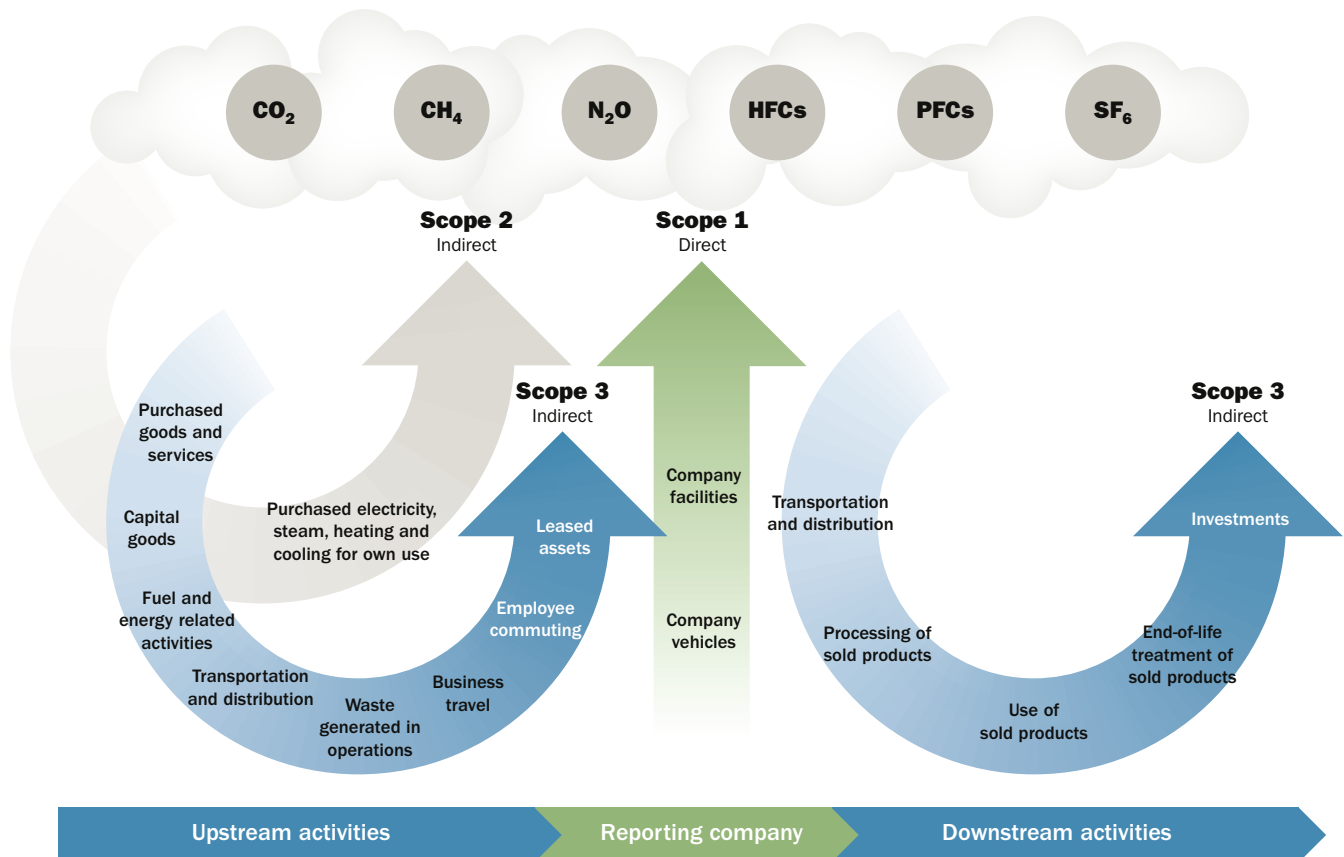 CO₂
CH₄
N₂O
HFCs
PFCs
SF₆
Scope 2
Indirect
Scope 1
Direct
Scope 3
Indirect
Scope 3
Indirect
Purchased
goods and
services
Capital
goods
Fuel and
energy related
activities
Transportation
and distribution
Waste
generated in
operations
Business
travel
Employee
commuting
Leased
assets
Purchased electricity,
steam, heating and
cooling for own use
Company
facilities
Company
vehicles
Transportation
and distribution
Processing of
sold products
Use of
sold products
End-of-life
treatment of
sold products
Investments
Upstream activities
Reporting company
Downstream activities